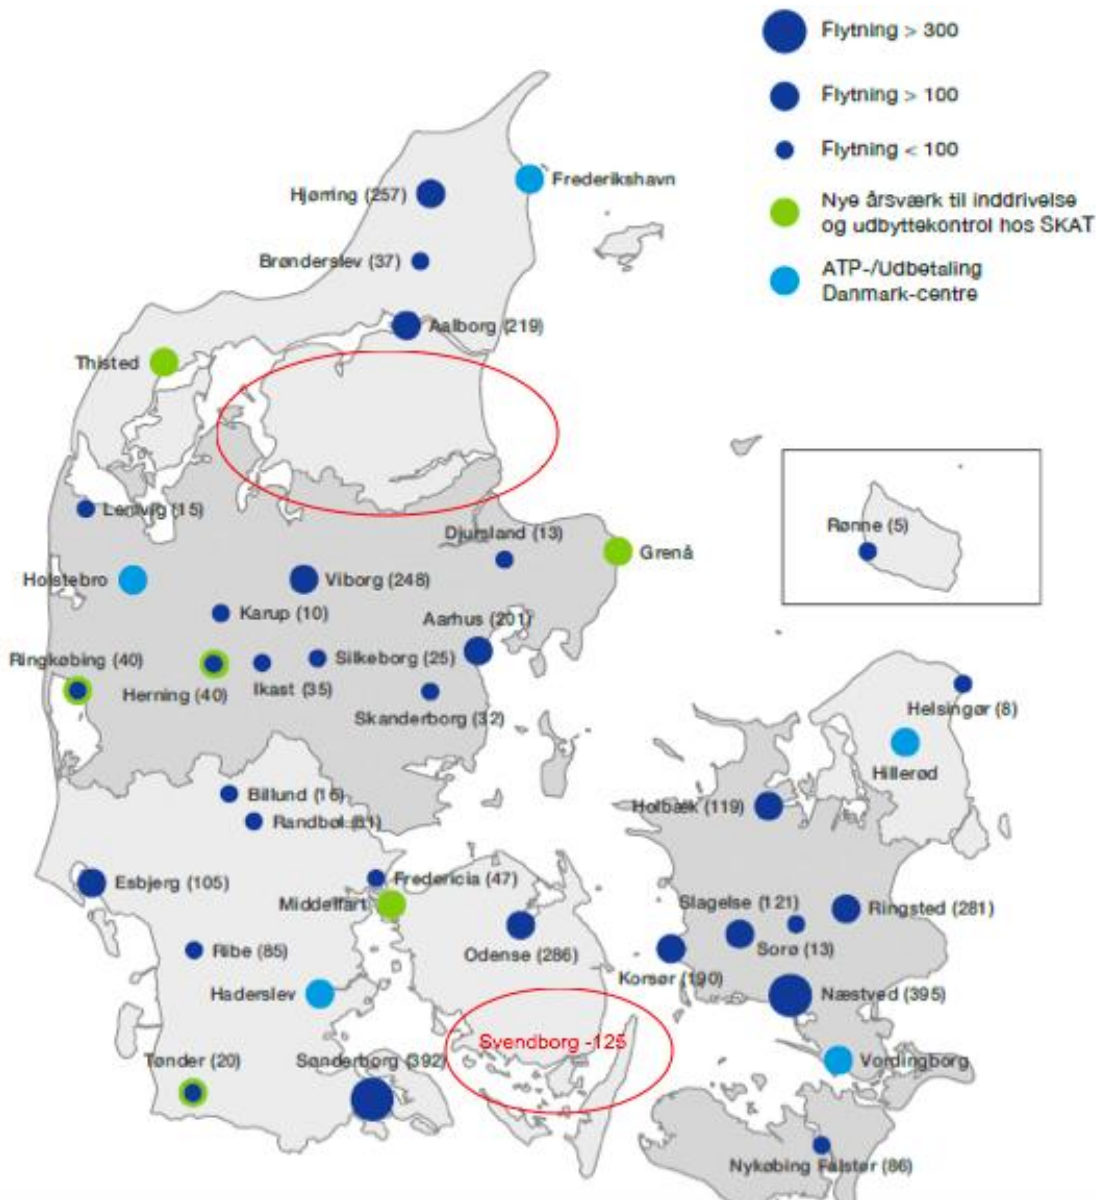 Flytning > 300
Flytning > 100
Flytning < 100
Nye årsværk til inddrivelse
og udbyttekontrol hos SKAT
ATP-/Udbetaling
Danmark-centre
Hjørring (257)
Frederikshavn
Brønderslev (37)
Aalborg (219)
Thisted
Lemvig (15)
Djursland (13)
Rønne (5)
Grenå
Holstebro
Viborg (248)
Karup (10)
Aarhus (201)
Ringkøbing (40)
Silkeborg (25)
Herning (40)
Ikast (35)
Skanderborg (32)
Helsingør (8)
Hillerød
Billund (16)
Holbæk (119)
Randbøl (31)
Esbjerg (105)
Fredericia (47)
Middelfart
Slagelse (121)
Ringsted (281)
Ribe (85)
Odense (286)
Sorø (13)
Korsør (190)
Haderslev
Næstved (395)
Svendborg -125
Tønder (20)
Sønderborg (392)
Vordingborg
Nykøbing Falster (86)